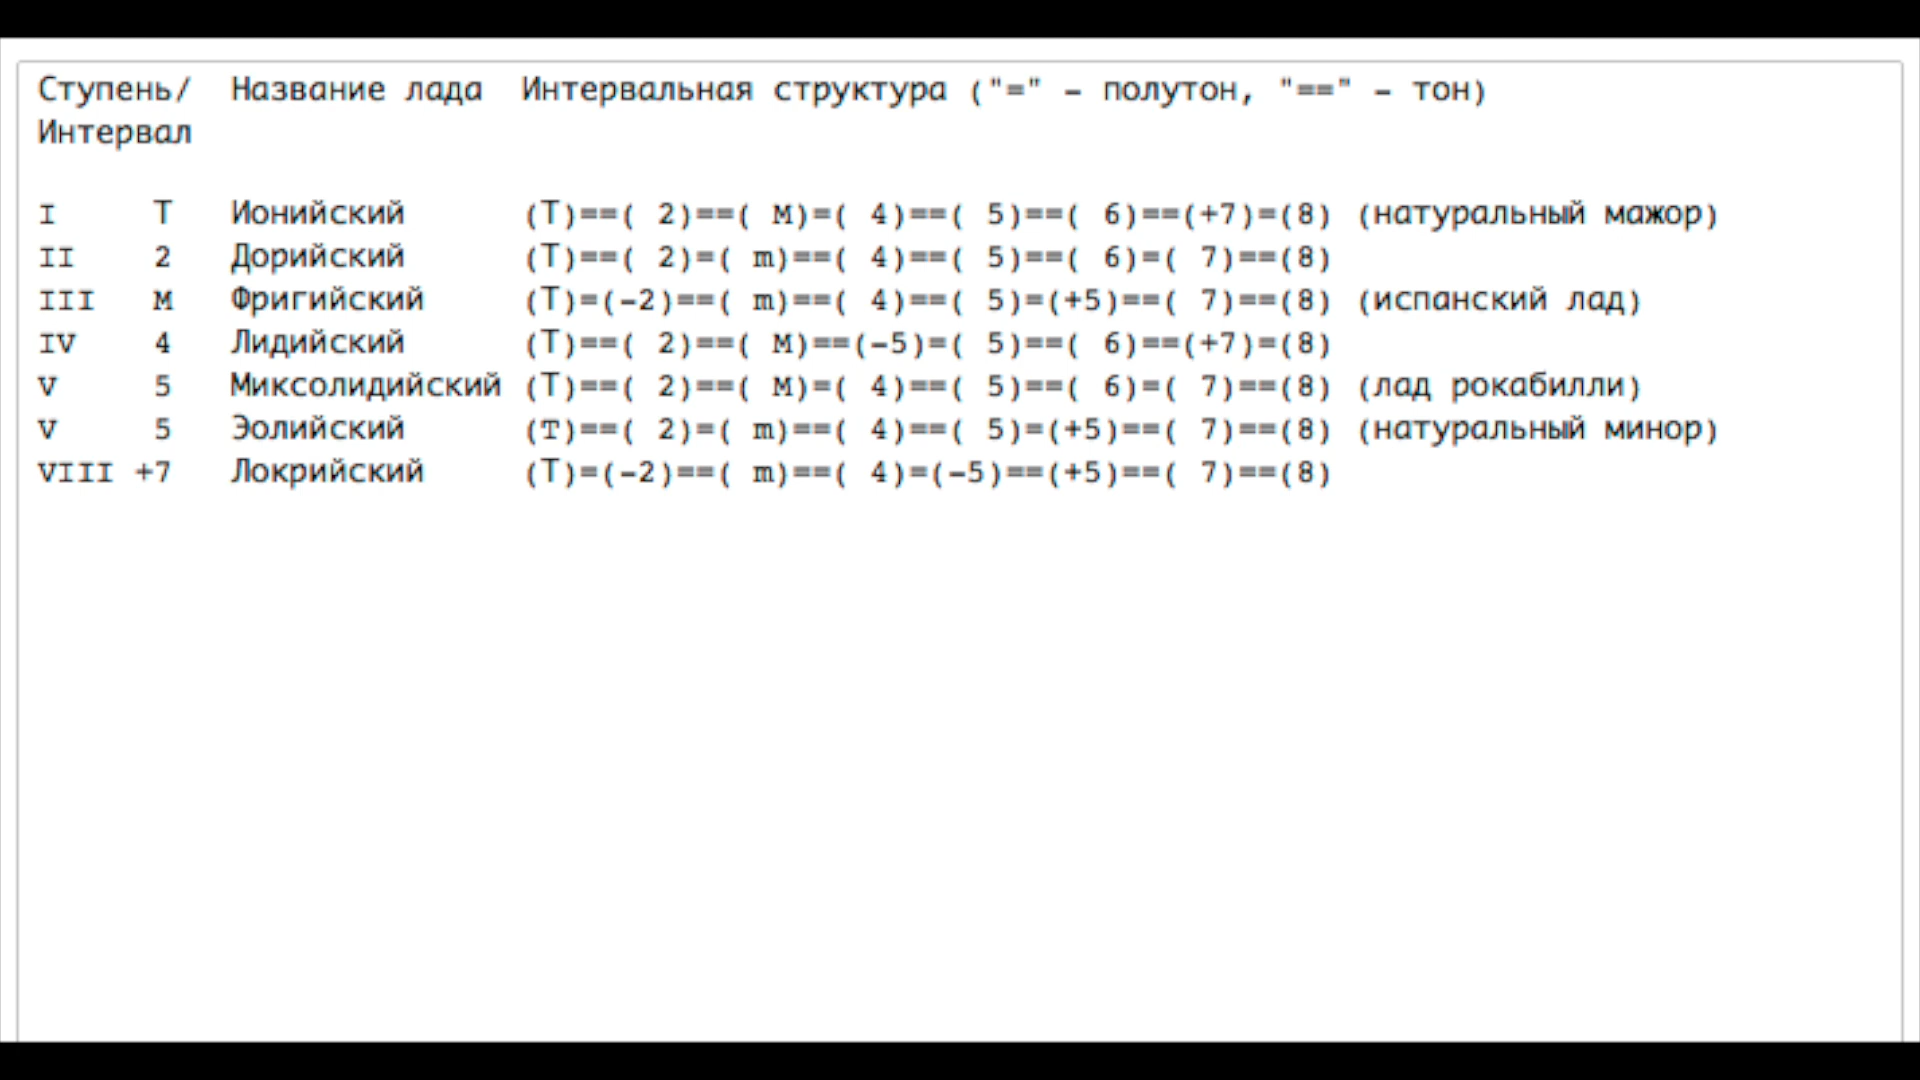 Ступень/ Название лада Интервальная структура ("=" – полутон, "==" – тон)
Интервал
I T Ионийский (T)==( 2)==( M)=( 4)==( 5)==( 6)==(+7)=(8) (натуральный мажор)
II 2 Дорийский (T)==( 2)=( m)==( 4)==( 5)==( 6)=( 7)==(8)
III M Фригийский (T)=(-2)==( m)==( 4)==( 5)=(+5)==( 7)==(8) (испанский лад)
IV 4 Лидийский (T)==( 2)==( M)==(-5)=( 5)==( 6)==(+7)=(8)
V 5 Миксолидийский (T)==( 2)==( M)=( 4)==( 5)==( 6)=( 7)==(8) (лад рокабилли)
V 5 Эолийский (T)==( 2)=( m)==( 4)==( 5)=(+5)==( 7)==(8) (натуральный минор)
VIII +7 Локрийский (T)=(-2)==( m)==( 4)=(-5)==(+5)==( 7)==(8)